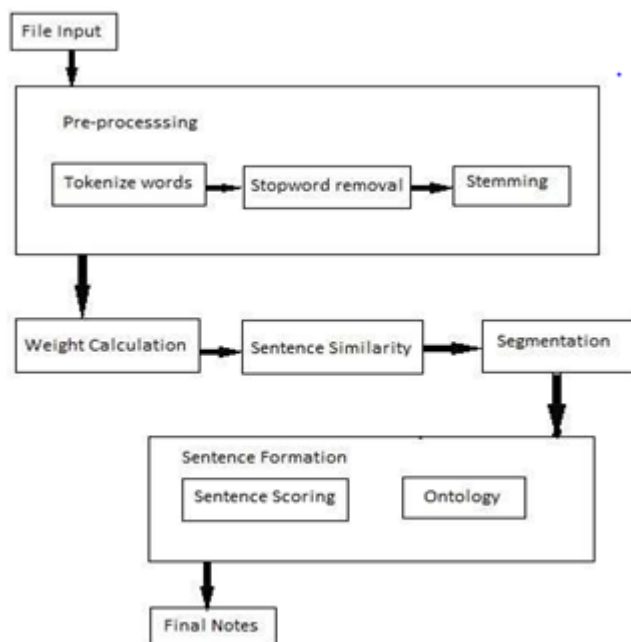 File Input
Pre-processsing
Tokenize words
Stopword removal
Stemming
Weight Calculation
Sentence Similarity
Segmentation
Sentence Formation
Sentence Scoring
Ontology
Final Notes